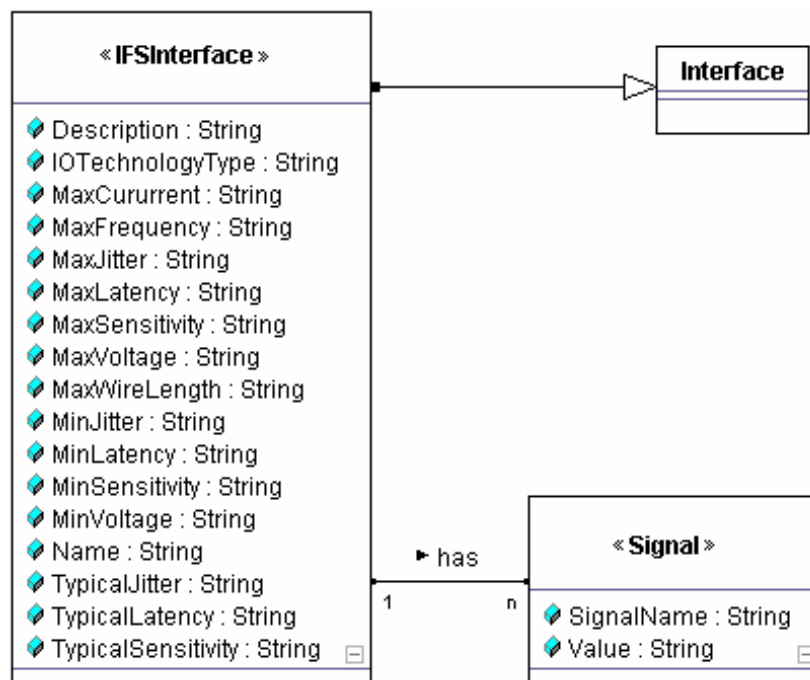 «IFSInterface»
Description : String
IOTechnologyType : String
MaxCururrent : String
MaxFrequency : String
MaxJitter : String
MaxLatency : String
MaxSensitivity : String
MaxVoltage : String
MaxWireLength : String
MinJitter : String
MinLatency : String
MinSensitivity : String
MinVoltage : String
Name : String
TypicalJitter : String
TypicalLatency : String
TypicalSensitivity : String
Interface
has
1
n
«Signal»
SignalName : String
Value : String